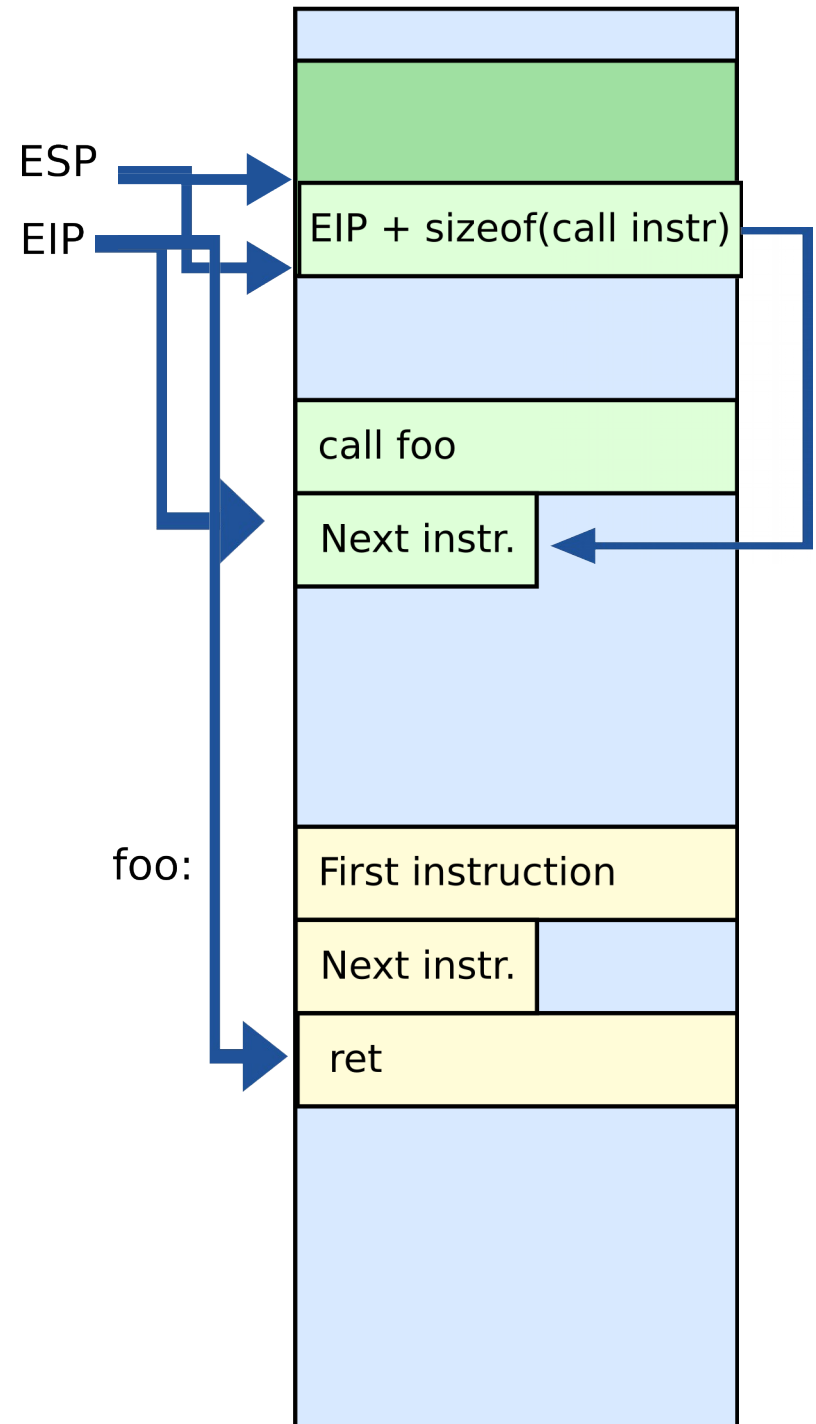 ESP
EIP
EIP + sizeof(call instr)
call foo
Next instr.
foo:
First instruction
Next instr.
ret